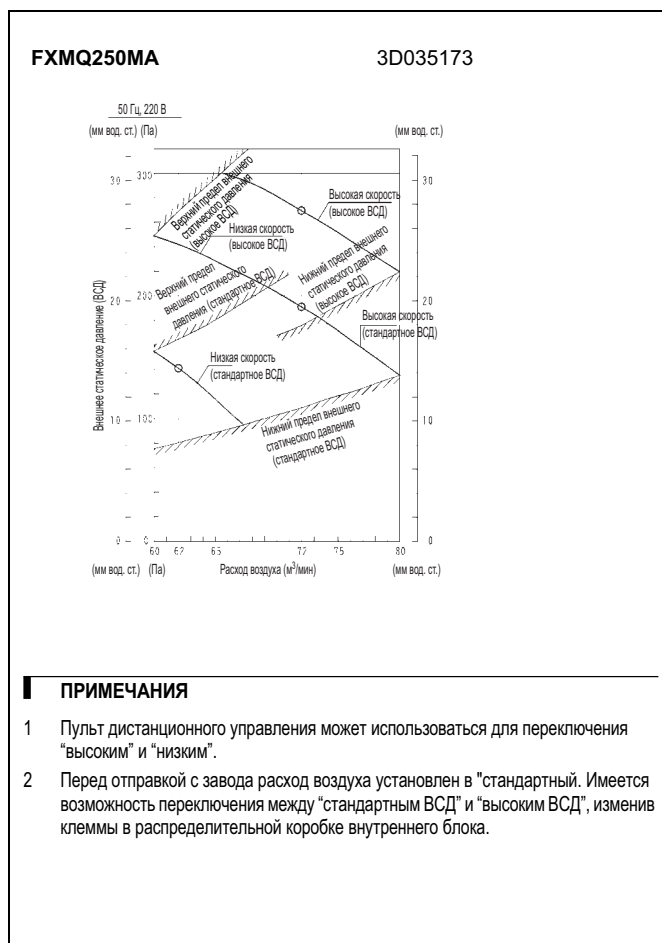 FXMQ250MA 3D035173
50 Гц, 220 В
(мм вод. ст.) (Па) (мм вод. ст.)
Верхний предел внешнего
статического давления
(высокое ВСД)
Высокая скорость
(высокое ВСД)
Низкая скорость
(высокое ВСД)
Верхний предел
внешнего статического
давления (стандартное ВСД)
Нижний предел внешнего
статического давления
(высокое ВСД)
Высокая скорость
(стандартное ВСД)
Низкая скорость
(стандартное ВСД)
Нижний предел внешнего
статического давления
(стандартное ВСД)
Внешнее статическое давление (ВСД)
30 300 30
20 200 20
10 100 10
0 0 0
60 62 65 72 75 80
(мм вод. ст.) (Па) Расход воздуха (м³/мин) (мм вод. ст.)
ПРИМЕЧАНИЯ
1 Пульт дистанционного управления может использоваться для переключения
“высоким” и “низким”.
2 Перед отправкой с завода расход воздуха установлен в "стандартный. Имеется
возможность переключения между “стандартным ВСД” и “высоким ВСД”, изменив
клеммы в распределительной коробке внутреннего блока.